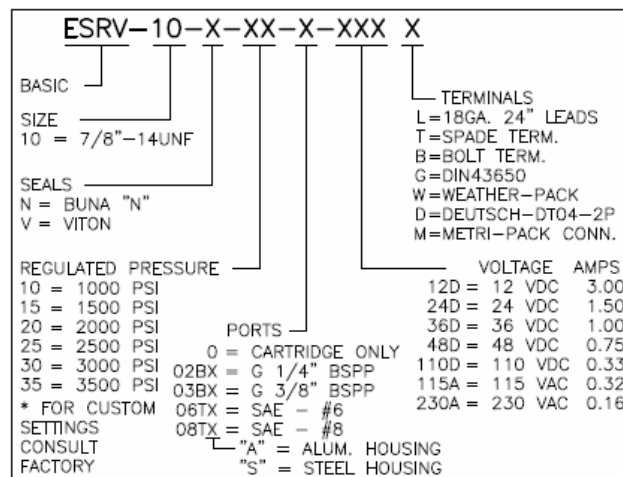 ESRV-10-X-XX-X-XXX X
BASIC
SIZE
10 = 7/8"-14UNF
SEALS
N = BUNA "N"
V = VITON
REGULATED PRESSURE
10 = 1000 PSI
15 = 1500 PSI
20 = 2000 PSI
25 = 2500 PSI
30 = 3000 PSI
35 = 3500 PSI
* FOR CUSTOM
SETTINGS
CONSULT
FACTORY
PORTS
0 = CARTRIDGE ONLY
02BX = G 1/4" BSPP
03BX = G 3/8" BSPP
06TX = SAE - #6
08TX = SAE - #8
"A" = ALUM. HOUSING
"S" = STEEL HOUSING
TERMINALS
L=18GA. 24" LEADS
T=SPADE TERM.
B=BOLT TERM.
G=DIN43650
W=WEATHER-PACK
D=DEUTSCH-DT04-2P
M=METRI-PACK CONN.
VOLTAGE AMPS
12D = 12 VDC 3.00
24D = 24 VDC 1.50
36D = 36 VDC 1.00
48D = 48 VDC 0.75
110D = 110 VDC 0.33
115A = 115 VAC 0.32
230A = 230 VAC 0.16